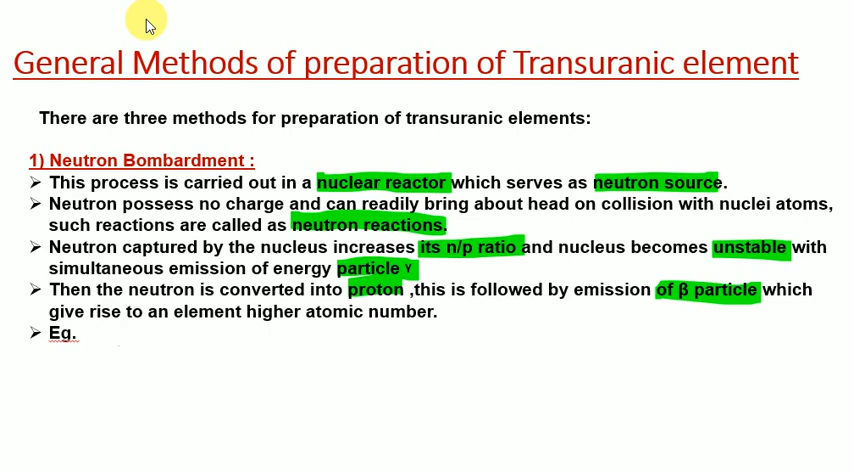 General Methods of preparation of Transuranic element
There are three methods for preparation of transuranic elements:
1) Neutron Bombardment :
➢ This process is carried out in a nuclear reactor which serves as neutron source.
➢ Neutron possess no charge and can readily bring about head on collision with nuclei atoms,
such reactions are called as neutron reactions.
➢ Neutron captured by the nucleus increases its n/p ratio and nucleus becomes unstable with
simultaneous emission of energy particle γ
➢ Then the neutron is converted into proton ,this is followed by emission of β particle which
give rise to an element higher atomic number.
➢ Eg.